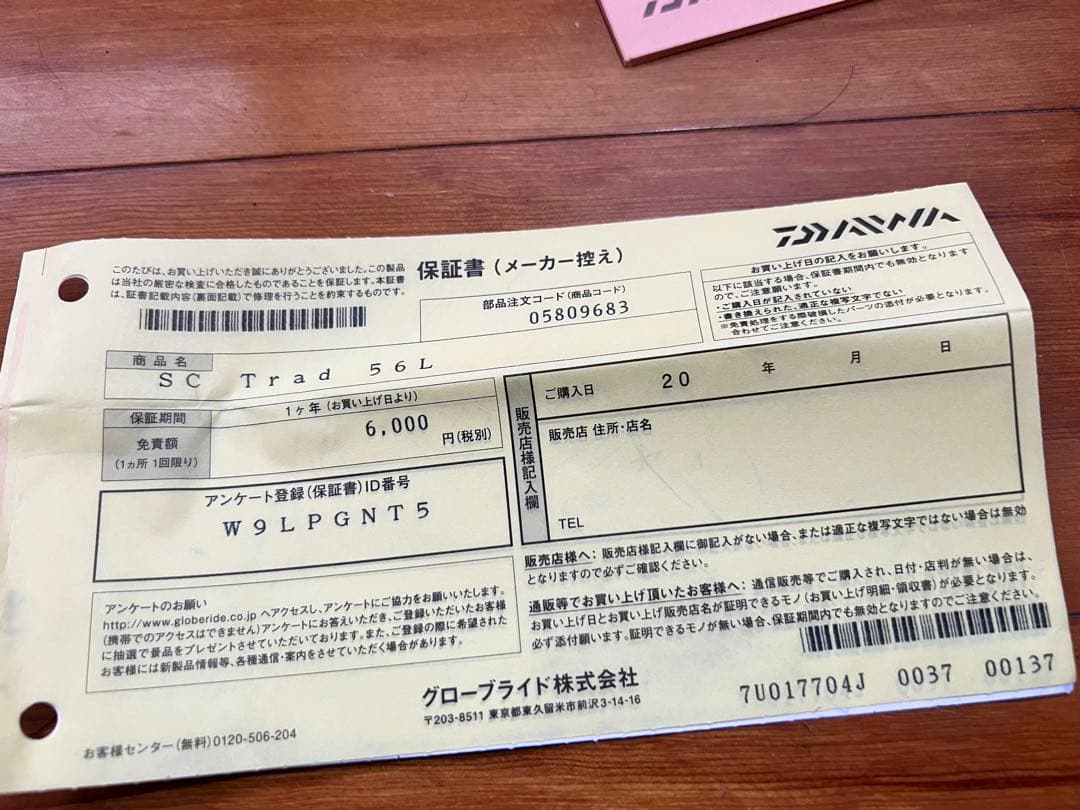 DAIWA
このたびは、お買い上げいただき誠にありがとうございました。この製品
は当社の厳密な検査に合格したものであることを保証します。本証書
は、証書記載内容(裏面記載)で修理を行うことを約束するものです。
保証書(メーカー控え)
部品注文コード(商品コード)
05809683
お買い上げ日の記入をお願いします。
以下に該当する場合、保証書期間内でも無効となります
ので、ご注意願います。
・ご購入日が記入されていない
・書き換えられた、適正な複写文字でない
※免責処理をする際破損したパーツの添付が必要となります。
合わせてご注意ください。
商品名
SC Trad 56L
保証期間
1ヶ年(お買い上げ日より)
免責額
(1ヵ所1回限り)
6,000
円(税別)
アンケート登録(保証書)ID番号
W9LPGNT5
販売店様記入欄
ご購入日 20 年 月 日
販売店 住所・店名
TEL
販売店様へ:販売店様記入欄に御記入がない場合、または適正な複写文字ではない場合は無効
となりますので必ずご確認ください。
通販等でお買い上げ頂いたお客様へ:通信販売等でご購入され、日付・店判が無い場合は、
お買い上げ日とお買い上げ販売店名が証明できるモノ(お買い上げ明細・領収書)が必要となります。
必ず添付願います。証明できるモノが無い場合、保証期間内でも無効となりますのでご注意ください。
アンケートのお願い
http://www.globeride.co.jp へアクセスし、アンケートにご協力をお願いいたします。
(携帯でのアクセスはできません)アンケートにお答えいただき、ご登録いただいたお客様
に抽選で景品をプレゼントさせていただいております。また、ご登録の際に希望された
お客様には新製品情報等、各種通信・案内をさせていただく場合があります。
グローブライド株式会社
〒203-8511 東京都東久留米市前沢3-14-16
7U017704J 0037 00137
お客様センター(無料)0120-506-204